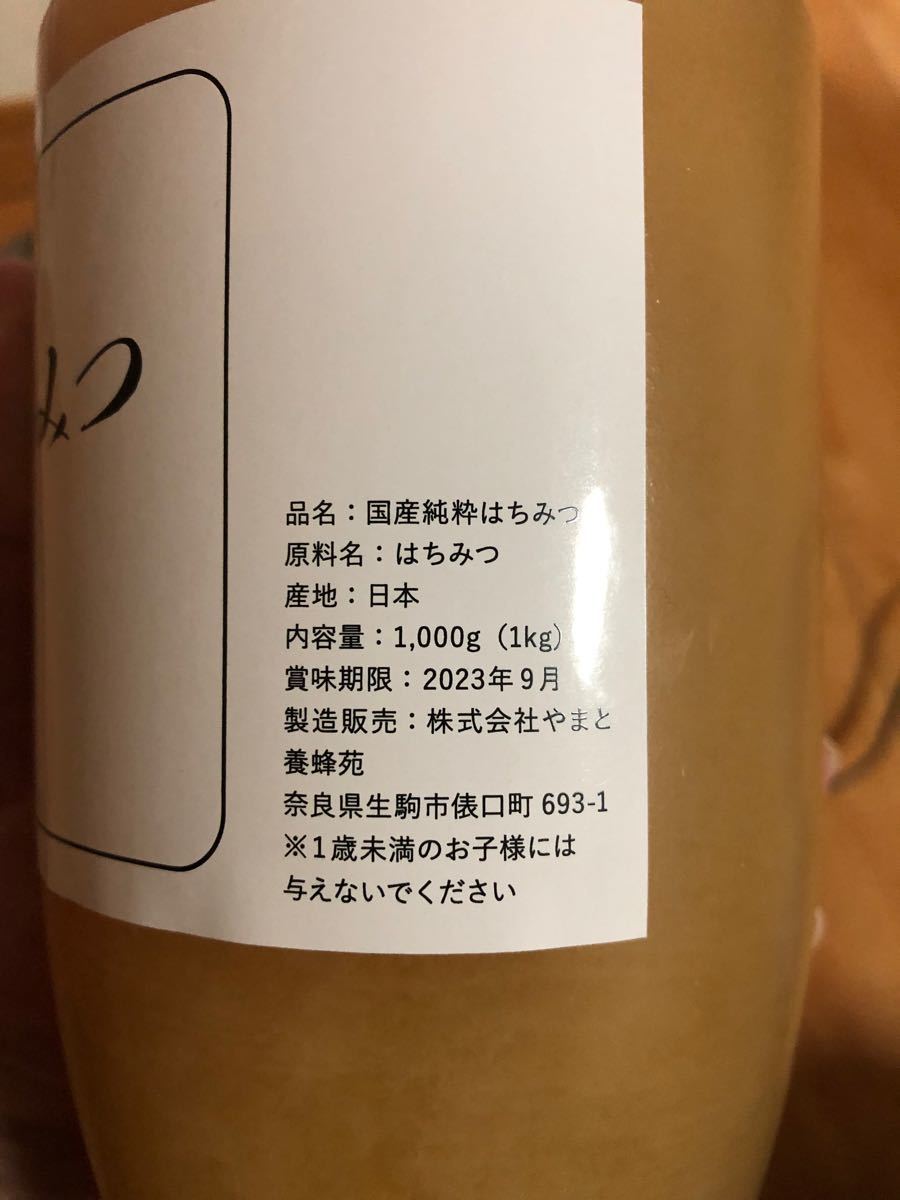 みつ
品名：国産純粋はちみつ
原料名：はちみつ
産地：日本
内容量：1,000g（1kg）
賞味期限：2023年9月
製造販売：株式会社やまと
養蜂苑
奈良県生駒市俵口町 693-1
※1歳未満のお子様には
与えないでください